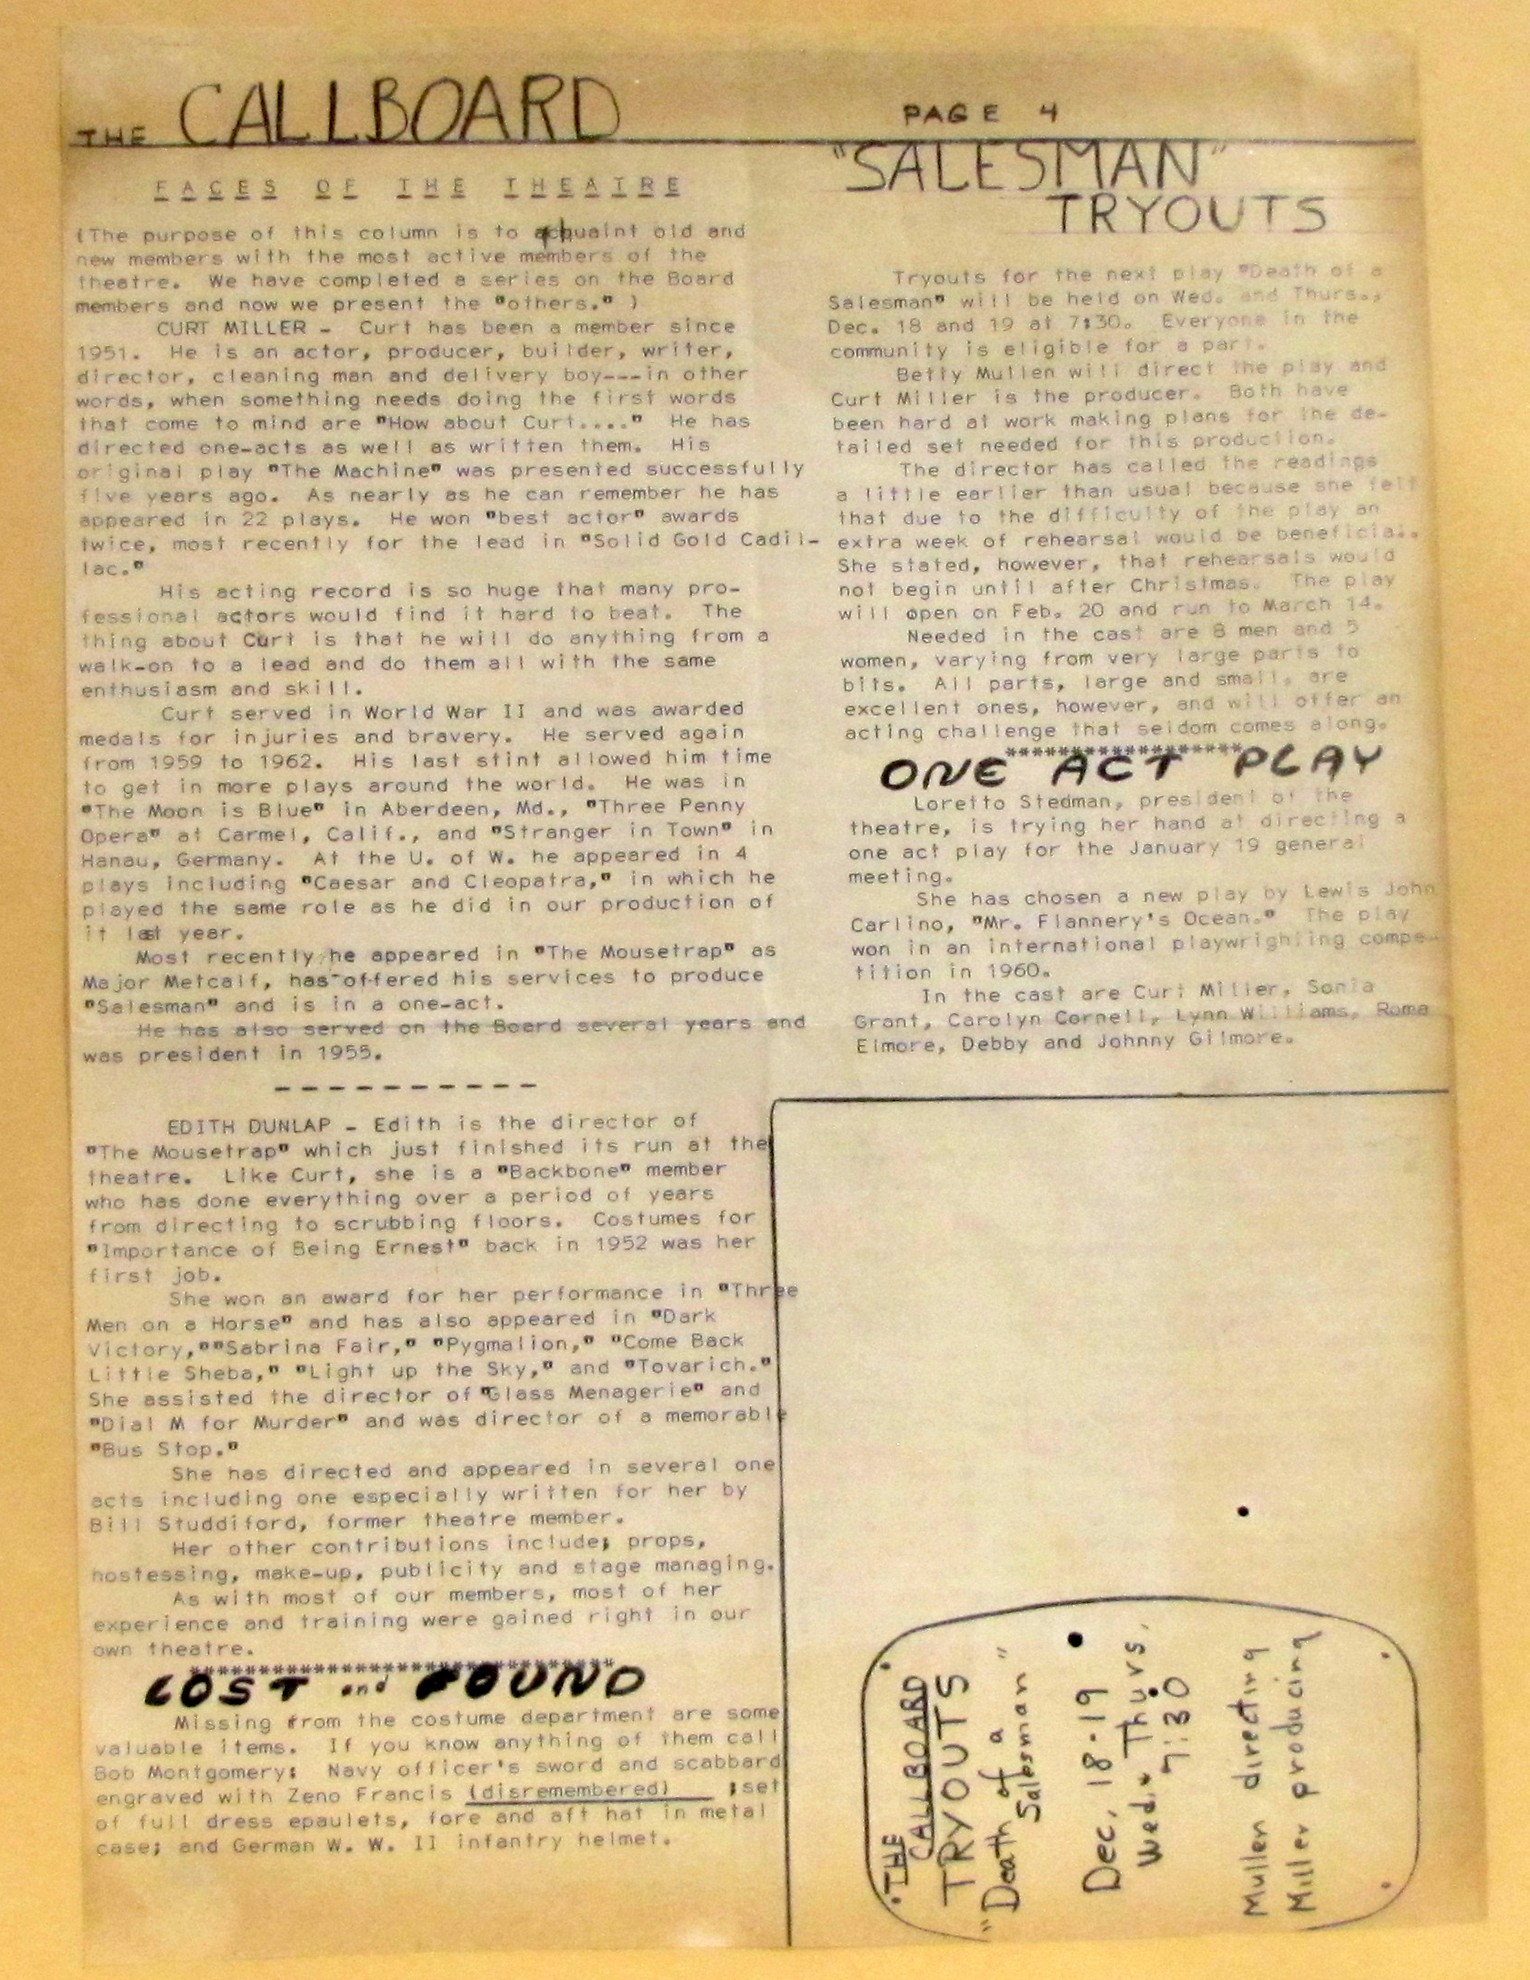 THE CALLBOARD
PAGE 4
FACES OF THE THEATRE
(The purpose of this column is to acquaint old and
new members with the most active members of the
theatre. We have completed a series on the Board
members and now we present the "others." )
CURT MILLER - Curt has been a member since
1951. He is an actor, producer, builder, writer,
director, cleaning man and delivery boy---in other
words, when something needs doing the first words
that come to mind are "How about Curt...." He has
directed one-acts as well as written them. His
original play "The Machine" was presented successfully
five years ago. As nearly as he can remember he has
appeared in 22 plays. He won "best actor" awards
twice, most recently for the lead in "Solid Gold Cadil-
lac."
His acting record is so huge that many pro-
fessional actors would find it hard to beat. The
thing about Curt is that he will do anything from a
walk-on to a lead and do them all with the same
enthusiasm and skill.
Curt served in World War II and was awarded
medals for injuries and bravery. He served again
from 1959 to 1962. His last stint allowed him time
to get in more plays around the world. He was in
"The Moon is Blue" in Aberdeen, Md., "Three Penny
Opera" at Carmel, Calif., and "Stranger in Town" in
Hanau, Germany. At the U. of W. he appeared in 4
plays including "Caesar and Cleopatra," in which he
played the same role as he did in our production of
it last year.
Most recently he appeared in "The Mousetrap" as
Major Metcalf, has offered his services to produce
"Salesman" and is in a one-act.
He has also served on the Board several years and
was president in 1955.
----------
EDITH DUNLAP - Edith is the director of
"The Mousetrap" which just finished its run at the
theatre. Like Curt, she is a "Backbone" member
who has done everything over a period of years
from directing to scrubbing floors. Costumes for
"Importance of Being Ernest" back in 1952 was her
first job.
She won an award for her performance in "Three
Men on a Horse" and has also appeared in "Dark
Victory,""Sabrina Fair," "Pygmalion," "Come Back
Little Sheba," "Light up the Sky," and "Tovarich."
She assisted the director of "Glass Menagerie" and
"Dial M for Murder" and was director of a memorable
"Bus Stop."
She has directed and appeared in several one
acts including one especially written for her by
Bill Studdiford, former theatre member.
Her other contributions include; props,
hostessing, make-up, publicity and stage managing.
As with most of our members, most of her
experience and training were gained right in our
own theatre.
****************************
LOST and FOUND
Missing from the costume department are some
valuable items. If you know anything of them call
Bob Montgomery: Navy officer's sword and scabbard
engraved with Zeno Francis (disremembered) ;set
of full dress epaulets, fore and aft hat in metal
case; and German W. W. II infantry helmet.
"SALESMAN"
TRYOUTS
Tryouts for the next play "Death of a
Salesman" will be held on Wed. and Thurs.,
Dec. 18 and 19 at 7:30. Everyone in the
community is eligible for a part.
Betty Mullen will direct the play and
Curt Miller is the producer. Both have
been hard at work making plans for the de-
tailed set needed for this production.
The director has called the readings
a little earlier than usual because she felt
that due to the difficulty of the play an
extra week of rehearsal would be beneficial.
She stated, however, that rehearsals would
not begin until after Christmas. The play
will open on Feb. 20 and run to March 14.
Needed in the cast are 8 men and 5
women, varying from very large parts to
bits. All parts, large and small, are
excellent ones, however, and will offer an
acting challenge that seldom comes along.
******************
ONE ACT PLAY
Loretto Stedman, president of the
theatre, is trying her hand at directing a
one act play for the January 19 general
meeting.
She has chosen a new play by Lewis John
Carlino, "Mr. Flannery's Ocean." The play
won in an international playwrighting compe-
tition in 1960.
In the cast are Curt Miller, Sonia
Grant, Carolyn Cornell, Lynn Williams, Roma
Elmore, Debby and Johnny Gilmore.
THE CALLBOARD
TRYOUTS
"Death of a
Salesman"
Dec. 18-19
Wed. Thurs.
7:30
Mullen directing
Miller producing